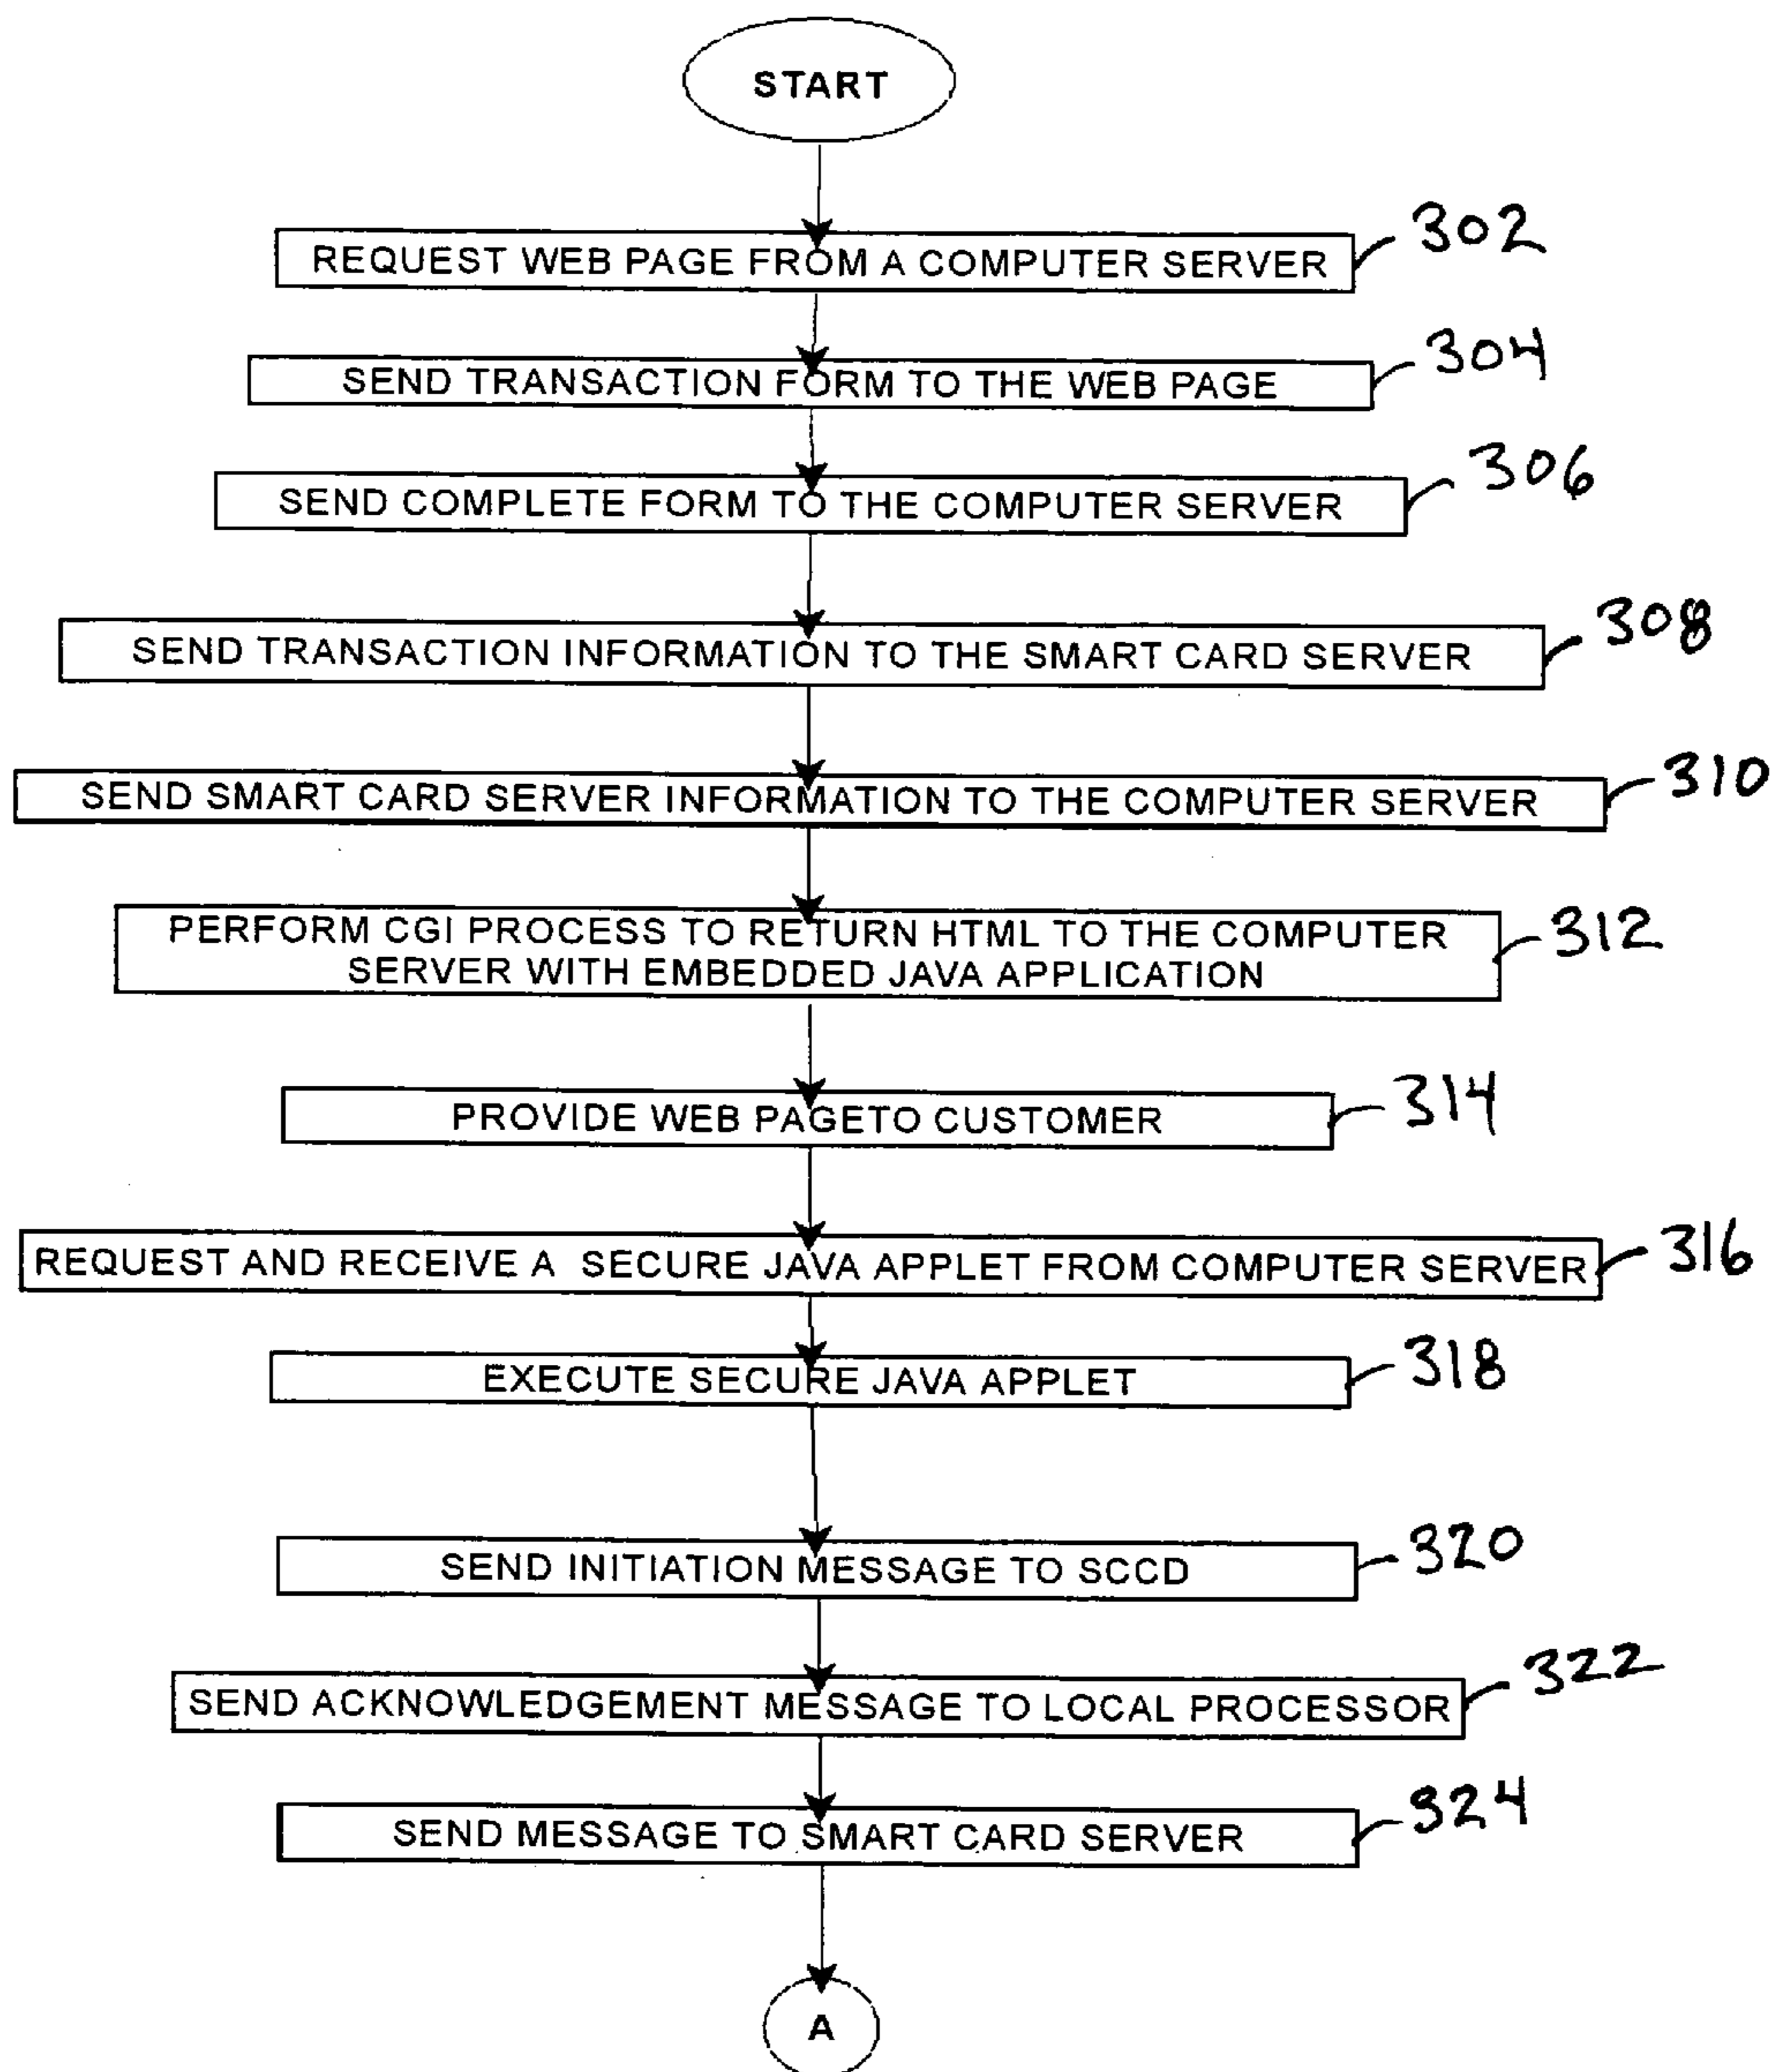 START
REQUEST WEB PAGE FROM A COMPUTER SERVER
302
SEND TRANSACTION FORM TO THE WEB PAGE
304
SEND COMPLETE FORM TO THE COMPUTER SERVER
306
SEND TRANSACTION INFORMATION TO THE SMART CARD SERVER
308
SEND SMART CARD SERVER INFORMATION TO THE COMPUTER SERVER
310
PERFORM CGI PROCESS TO RETURN HTML TO THE COMPUTER
SERVER WITH EMBEDDED JAVA APPLICATION
312
PROVIDE WEB PAGETO CUSTOMER
314
REQUEST AND RECEIVE A SECURE JAVA APPLET FROM COMPUTER SERVER
316
EXECUTE SECURE JAVA APPLET
318
SEND INITIATION MESSAGE TO SCCD
320
SEND ACKNOWLEDGEMENT MESSAGE TO LOCAL PROCESSOR
322
SEND MESSAGE TO SMART CARD SERVER
324
A